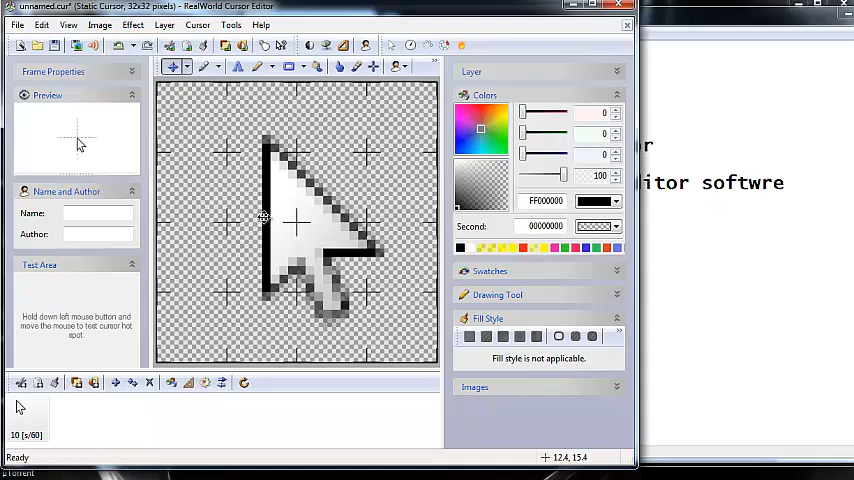 unnamed.cur* (Static Cursor, 32x32 pixels) - RealWorld Cursor Editor
File Edit View Image Effect Layer Cursor Tools Help
Frame Properties
Preview
Name and Author
Name:
Author:
Test Area
Hold down left mouse button and
move the mouse to test cursor hot
spot.
10 [s/60]
Ready
12.4, 15.4
Layer
Colors
0
0
0
100
FF000000
Second: 00000000
Swatches
Drawing Tool
Fill Style
Fill style is not applicable.
Images
or
itor softwre
µTorrent